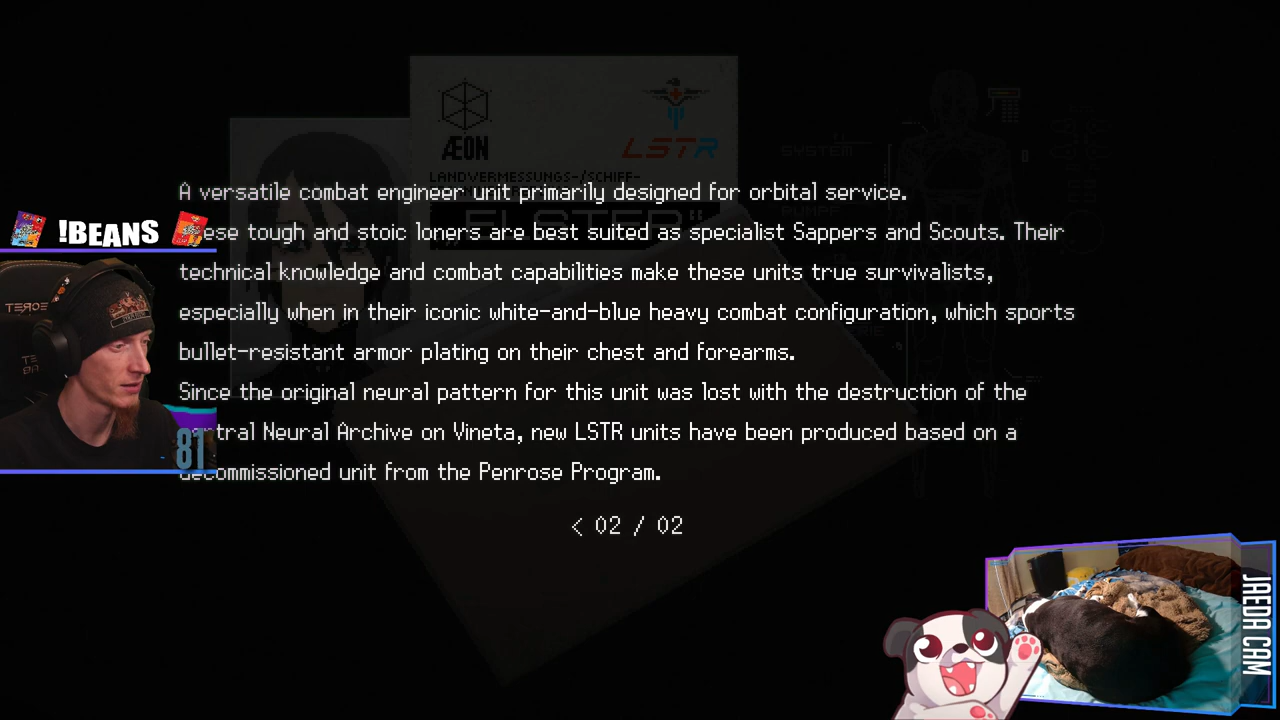 ÆON
LSTR
LANDVERMESSUNGS-/SCHIFF-
SYSTEM
A versatile combat engineer unit primarily designed for orbital service.
!BEANS
ese tough and stoic loners are best suited as specialist Sappers and Scouts. Their
technical knowledge and combat capabilities make these units true survivalists,
especially when in their iconic white-and-blue heavy combat configuration, which sports
bullet-resistant armor plating on their chest and forearms.
Since the original neural pattern for this unit was lost with the destruction of the
tral Neural Archive on Vineta, new LSTR units have been produced based on a
81
decommissioned unit from the Penrose Program.
< 02 / 02
JAEDA CAM